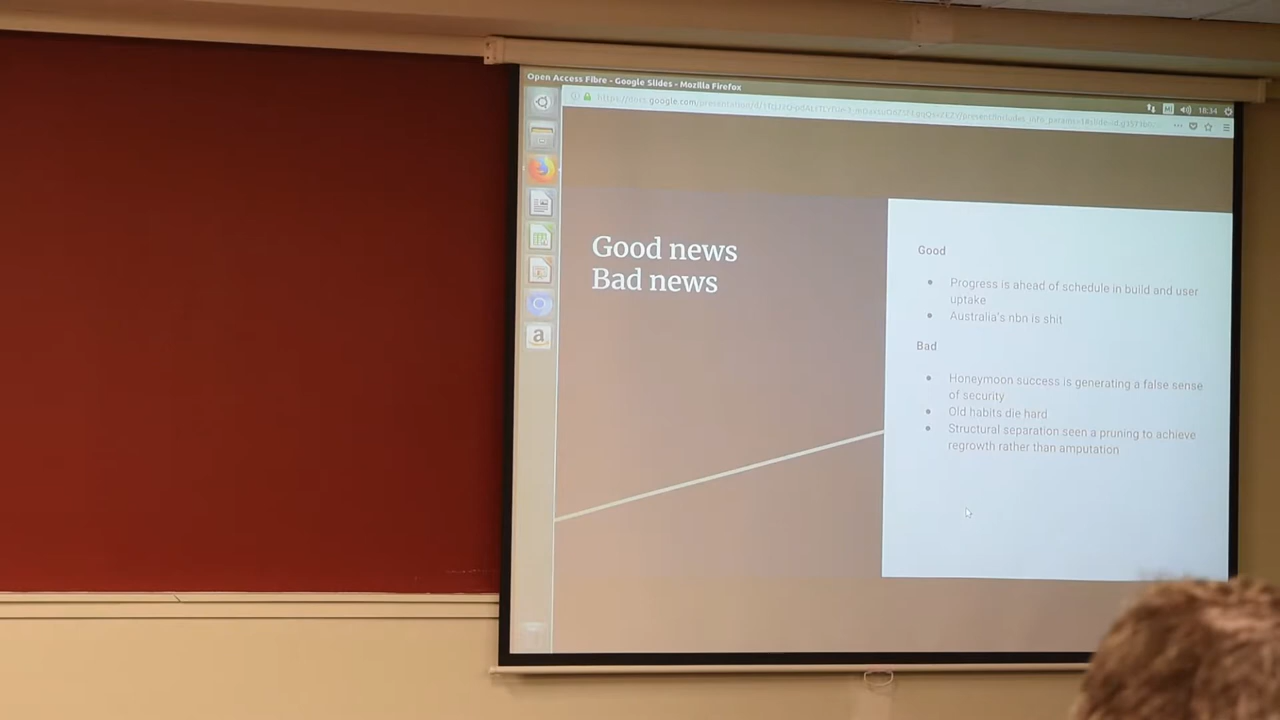 Open Access Fibre - Google Slides - Mozilla Firefox
18:34
Good news
Bad news
Good
Progress is ahead of schedule in build and user
uptake
Australia's nbn is shit
Bad
Honeymoon success is generating a false sense
of security
Old habits die hard
Structural separation seen a pruning to achieve
regrowth rather than amputation
a